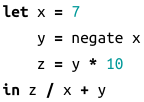 let x = 7
    y = negate x
    z = y * 10
in z / x + y